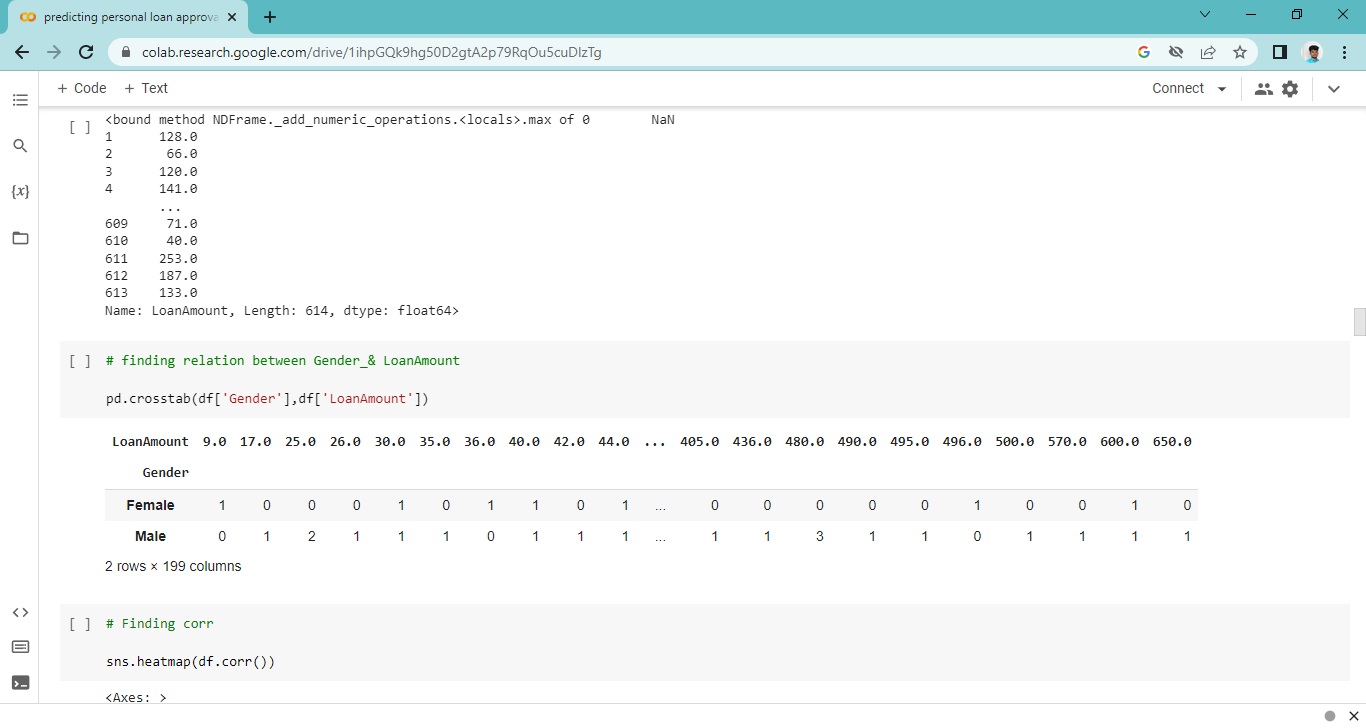 predicting personal loan approva
colab.research.google.com/drive/1ihpGQk9hg50D2gtA2p79RqOu5cuDlzTg
+ Code + Text Connect
[ ] <bound method NDFrame._add_numeric_operations.<locals>.max of 0 NaN
1 128.0
2 66.0
3 120.0
4 141.0
...
609 71.0
610 40.0
611 253.0
612 187.0
613 133.0
Name: LoanAmount, Length: 614, dtype: float64>
[ ] # finding relation between Gender_& LoanAmount
pd.crosstab(df['Gender'],df['LoanAmount'])
LoanAmount 9.0 17.0 25.0 26.0 30.0 35.0 36.0 40.0 42.0 44.0 ... 405.0 436.0 480.0 490.0 495.0 496.0 500.0 570.0 600.0 650.0
Gender
Female 1 0 0 0 1 0 1 1 0 1 ... 0 0 0 0 0 1 0 0 1 0
Male 0 1 2 1 1 1 0 1 1 1 ... 1 1 3 1 1 0 1 1 1 1
2 rows × 199 columns
[ ] # Finding corr
sns.heatmap(df.corr())
<Axes: >